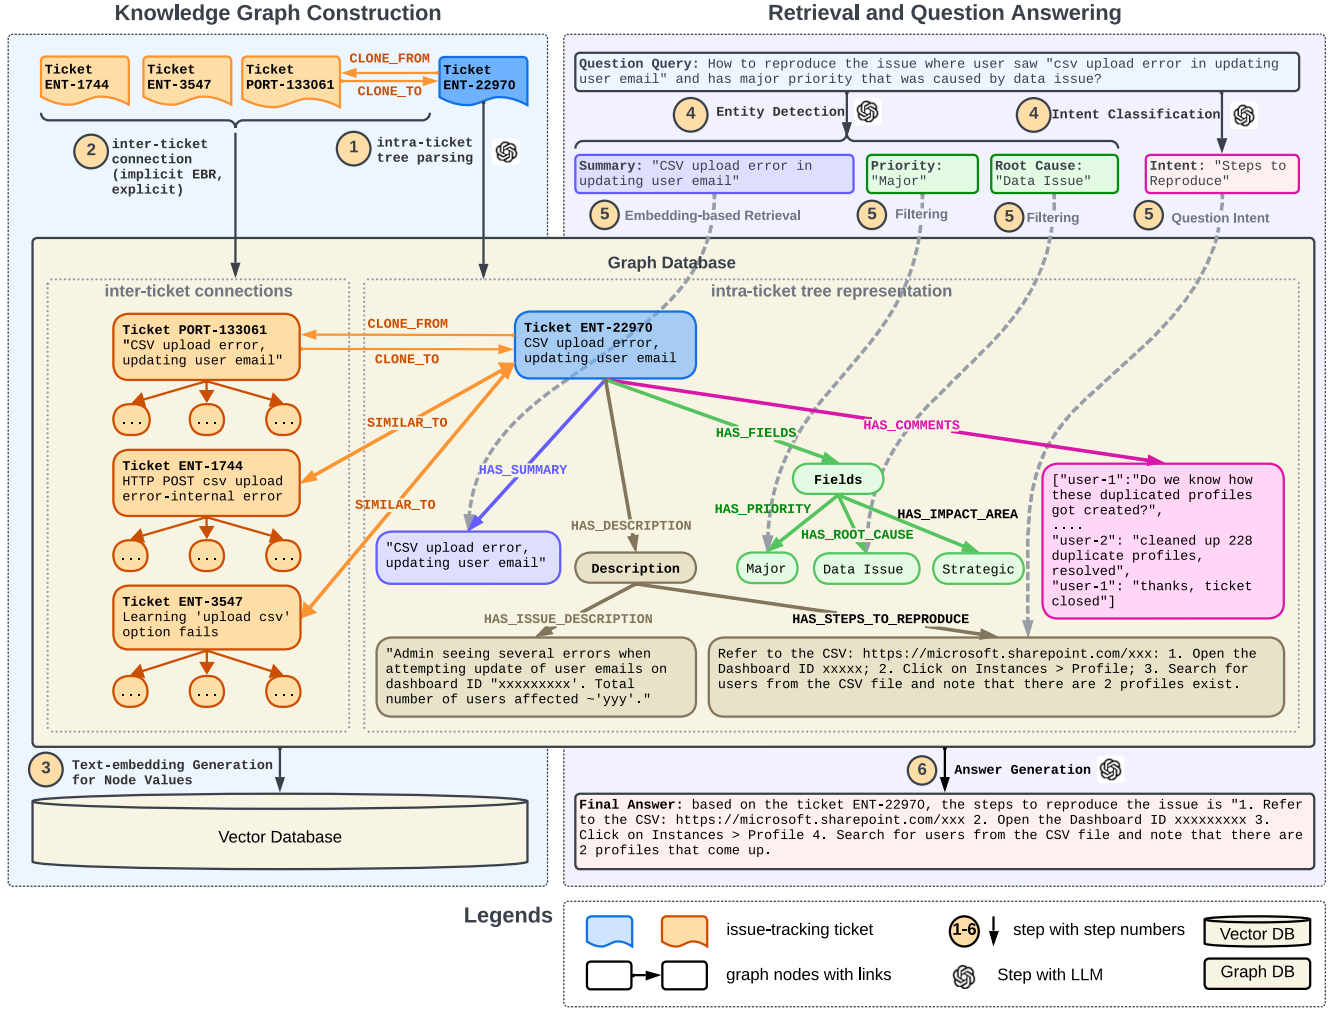 Knowledge Graph Construction
Ticket
ENT-1744
Ticket
ENT-3547
Ticket
PORT-133061
CLONE_FROM
CLONE_TO
Ticket
ENT-22970
2
inter-ticket
connection
(implicit EBR,
explicit)
1
intra-ticket
tree parsing
Retrieval and Question Answering
Question Query: How to reproduce the issue where user saw "csv upload error in updating
user email" and has major priority that was caused by data issue?
4
Entity Detection
4
Intent Classification
Summary: "CSV upload error in
updating user email"
Priority:
"Major"
Root Cause:
"Data Issue"
Intent: "Steps to
Reproduce"
5
Embedding-based Retrieval
5
Filtering
5
Filtering
5
Question Intent
Graph Database
inter-ticket connections
Ticket PORT-133061
"CSV upload error,
updating user email"
...
...
...
Ticket ENT-1744
HTTP POST csv upload
error-internal error
...
...
...
Ticket ENT-3547
Learning 'upload csv'
option fails
...
...
...
CLONE_FROM
CLONE_TO
SIMILAR_TO
SIMILAR_TO
intra-ticket tree representation
Ticket ENT-22970
CSV upload error,
updating user email
HAS_SUMMARY
HAS_DESCRIPTION
HAS_FIELDS
HAS_COMMENTS
"CSV upload error,
updating user email"
Description
Fields
HAS_PRIORITY
HAS_ROOT_CAUSE
HAS_IMPACT_AREA
Major
Data Issue
Strategic
["user-1":"Do we know how
these duplicated profiles
got created?",
....
"user-2": "cleaned up 228
duplicate profiles,
resolved",
"user-1": "thanks, ticket
closed"]
HAS_ISSUE_DESCRIPTION
HAS_STEPS_TO_REPRODUCE
"Admin seeing several errors when
attempting update of user emails on
dashboard ID "xxxxxxxxx'. Total
number of users affected ~'yyy'."
Refer to the CSV: https://microsoft.sharepoint.com/xxx: 1. Open the
Dashboard ID xxxxx; 2. Click on Instances > Profile; 3. Search for
users from the CSV file and note that there are 2 profiles exist.
3
Text-embedding Generation
for Node Values
Vector Database
6
Answer Generation
Final Answer: based on the ticket ENT-22970, the steps to reproduce the issue is "1. Refer
to the CSV: https://microsoft.sharepoint.com/xxx 2. Open the Dashboard ID xxxxxxxxx 3.
Click on Instances > Profile 4. Search for users from the CSV file and note that there are
2 profiles that come up.
Legends
issue-tracking ticket
graph nodes with links
1-6
step with step numbers
Step with LLM
Vector DB
Graph DB